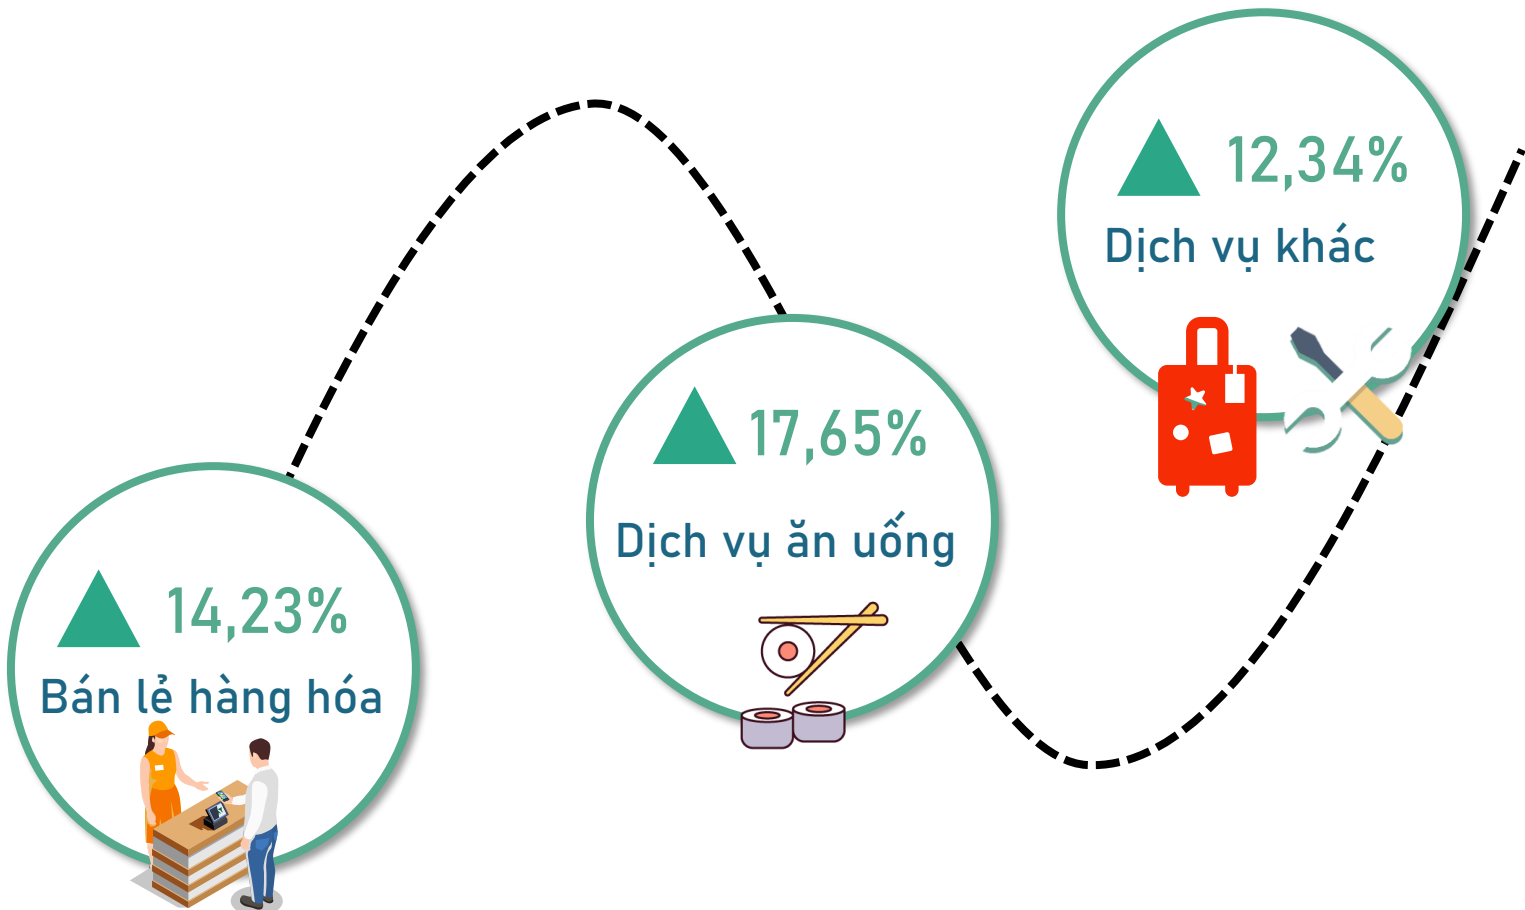 14,23%
Bán lẻ hàng hóa
17,65%
Dịch vụ ăn uống
12,34%
Dịch vụ khác